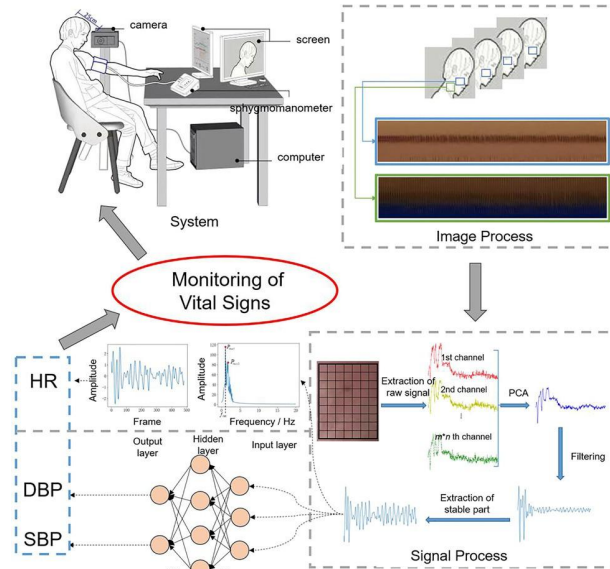 25cm
camera
screen
sphygmomanometer
computer
System
Image Process
Monitoring of
Vital Signs
HR
Amplitude
Frame
Amplitude
Frequency / Hz
Extraction of
raw signal
1st channel
2nd channel
m*n th channel
PCA
Filtering
Extraction of
stable part
Signal Process
Output
layer
Hidden
layer
Input layer
DBP
SBP